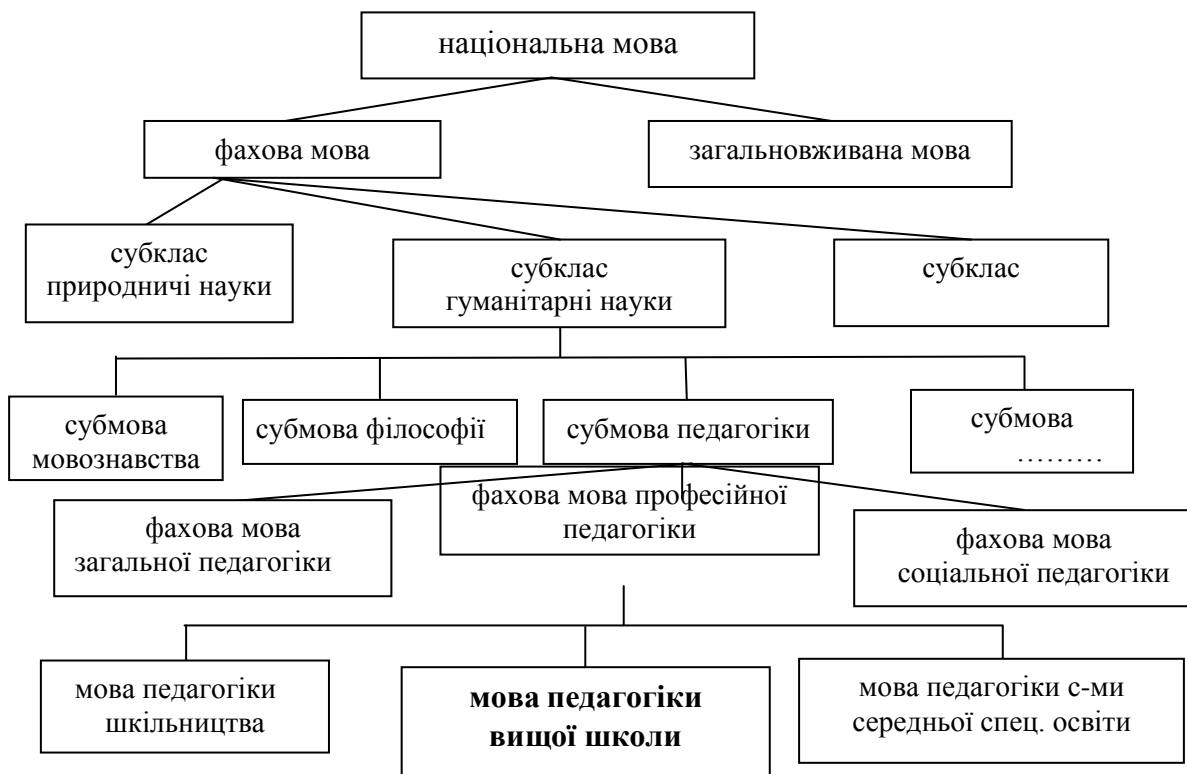 національна мова
фахова мова
загальновживана мова
субклас
природничі науки
субклас
гуманітарні науки
субклас
субмова
мовознавства
субмова філософії
субмова педагогіки
субмова
………
фахова мова
загальної педагогіки
фахова мова професійної
педагогіки
фахова мова
соціальної педагогіки
мова педагогіки
шкільництва
мова педагогіки
вищої школи
мова педагогіки с-ми
середньої спец. освіти